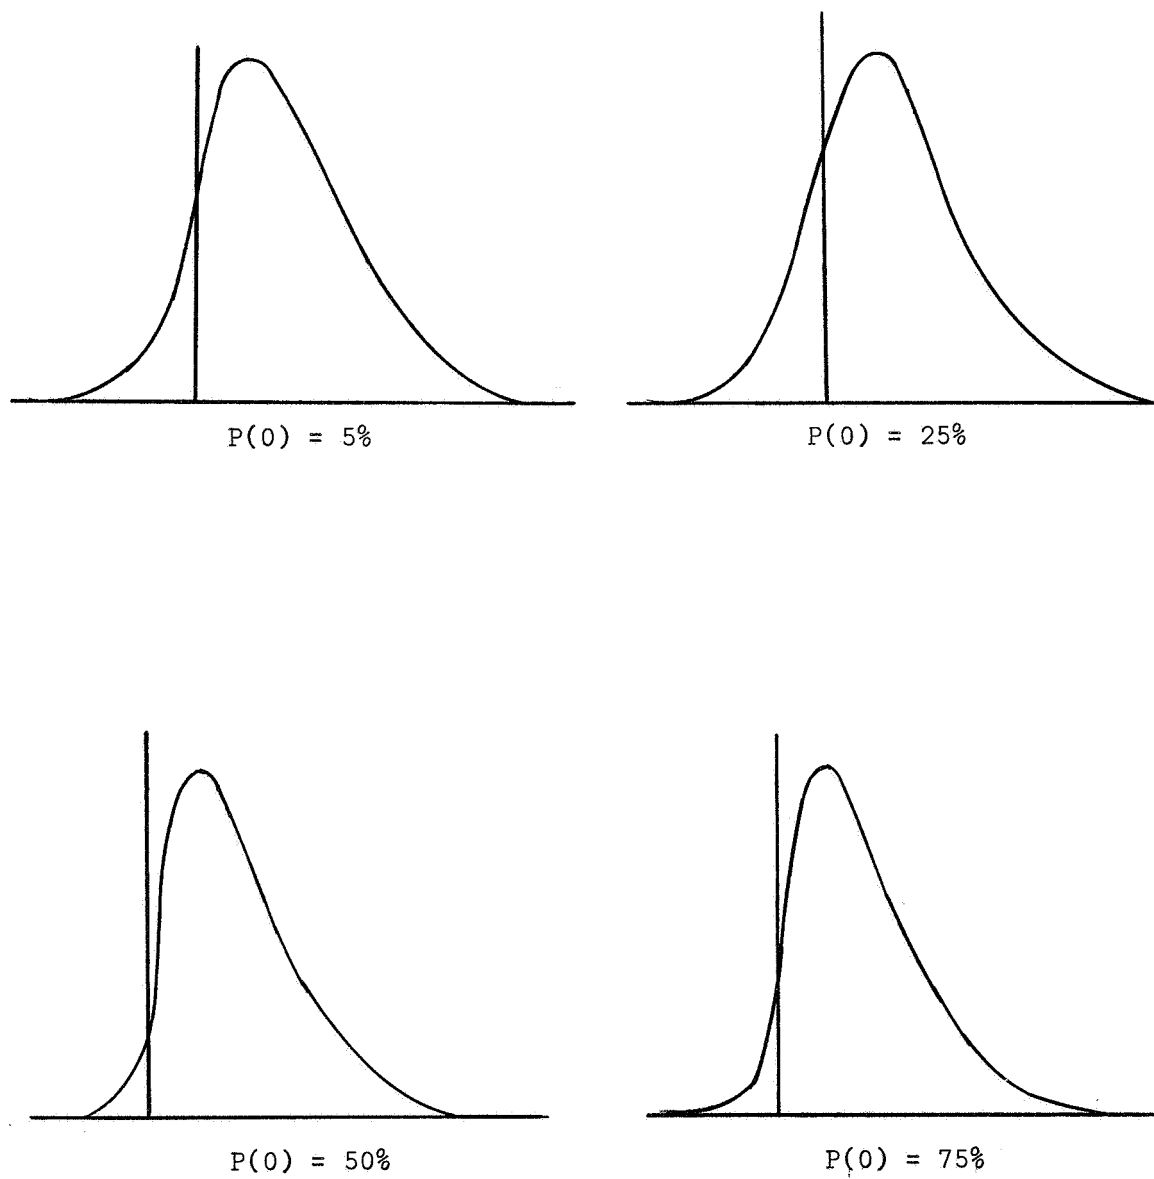 P(0) = 5%
P(0) = 25%
P(0) = 50%
P(0) = 75%